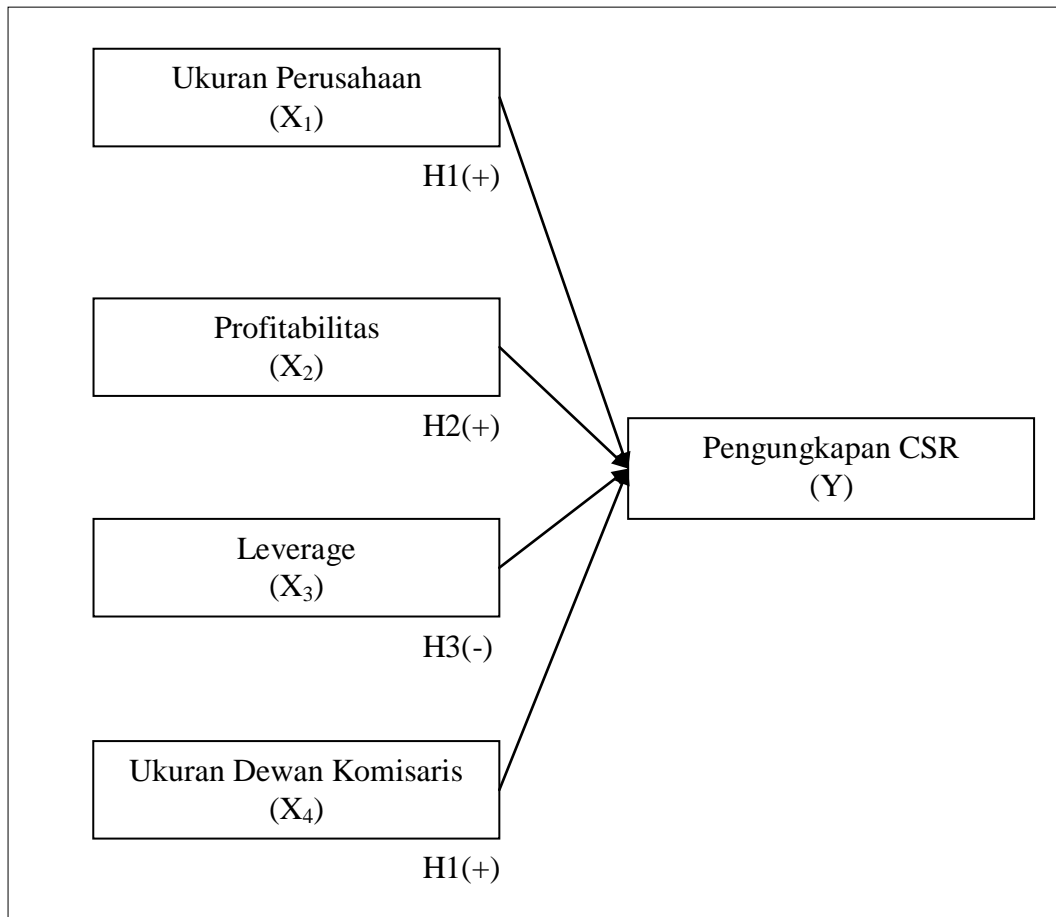 Ukuran Perusahaan
(X₁)
H1(+)
Profitabilitas
(X₂)
H2(+)
Pengungkapan CSR
(Y)
Leverage
(X₃)
H3(-)
Ukuran Dewan Komisaris
(X₄)
H1(+)